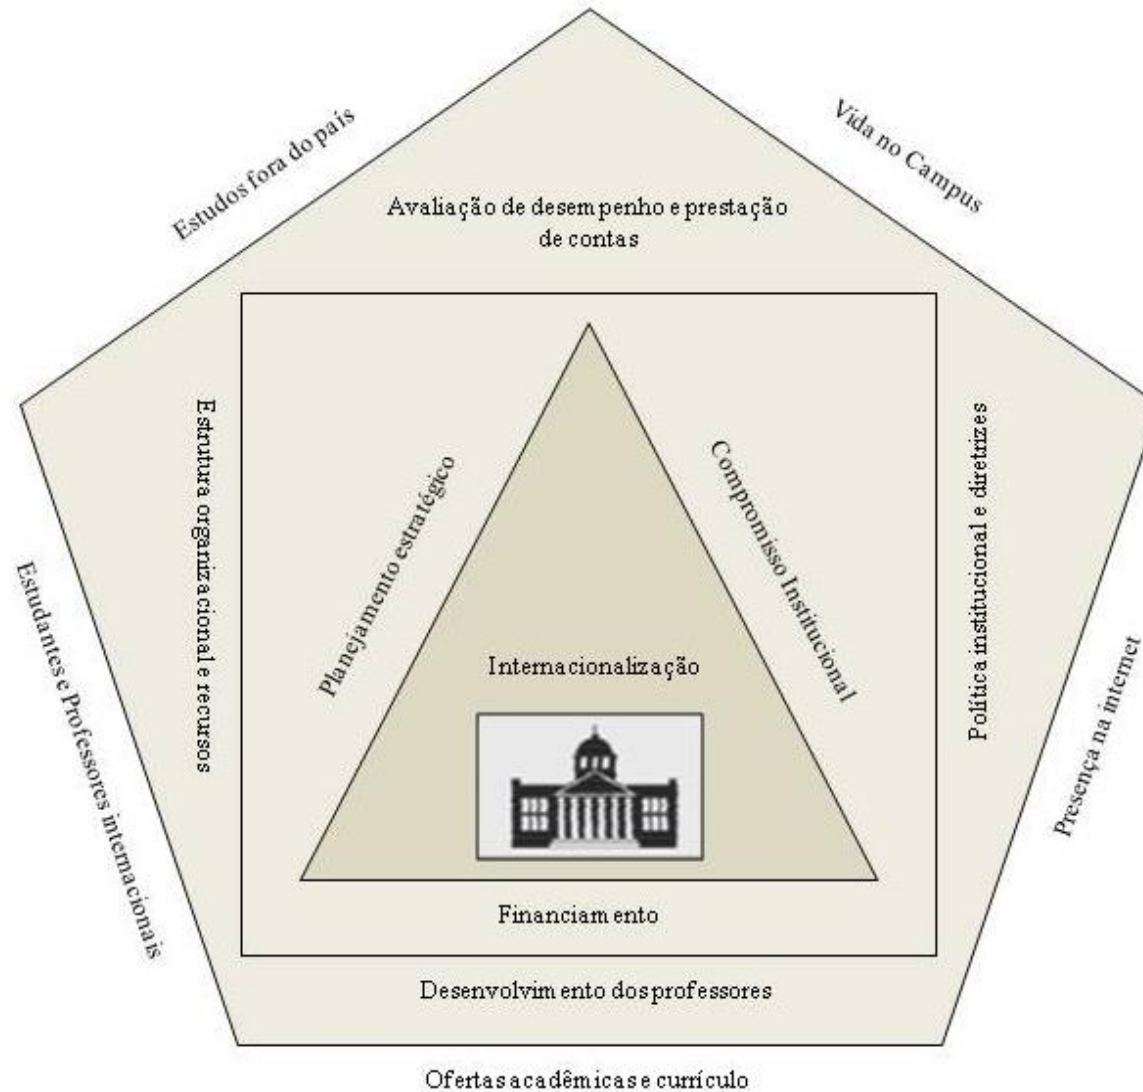 Estudos fora do país
Vida no Campus
Avaliação de desempenho e prestação
de contas
Estrutura organizacional e recursos
Planejamento estratégico
Compromisso Institucional
Política institucional e diretrizes
Internacionalização
Estudantes e Professores internacionais
Presença na internet
Financiamento
Desenvolvimento dos professores
Ofertas acadêmicas e currículo